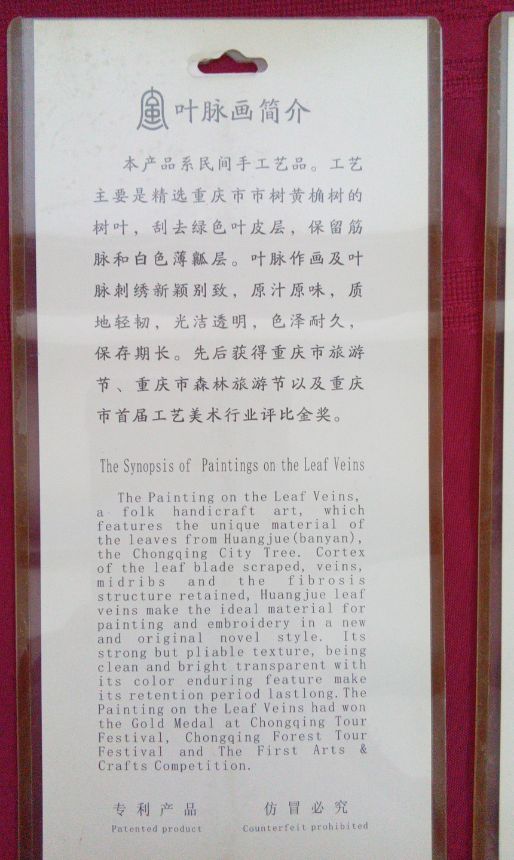 叶脉画简介
本产品系民间手工艺品。工艺
主要是精选重庆市市树黄桷树的
树叶，刮去绿色叶皮层，保留筋
脉和白色薄瓤层。叶脉作画及叶
脉刺绣新颖别致，原汁原味，质
地轻韧，光洁透明，色泽耐久，
保存期长。先后获得重庆市旅游
节、重庆市森林旅游节以及重庆
市首届工艺美术行业评比金奖。
The Synopsis of Paintings on the Leaf Veins
The Painting on the Leaf Veins,
a folk handicraft art, which
features the unique material of
the leaves from Huangjue(banyan),
the Chongqing City Tree. Cortex
of the leaf blade scraped, veins,
midribs and the fibrosis
structure retained, Huangjue leaf
veins make the ideal material for
painting and embroidery in a new
and original novel style. Its
strong but pliable texture, being
clean and bright transparent with
its color enduring feature make
its retention period lastlong.The
Painting on the Leaf Veins had won
the Gold Medal at Chongqing Tour
Festival, Chongqing Forest Tour
Festival and The First Arts &
Crafts Competition.
专利产品 仿冒必究
Patented product Counterfeit prohibited